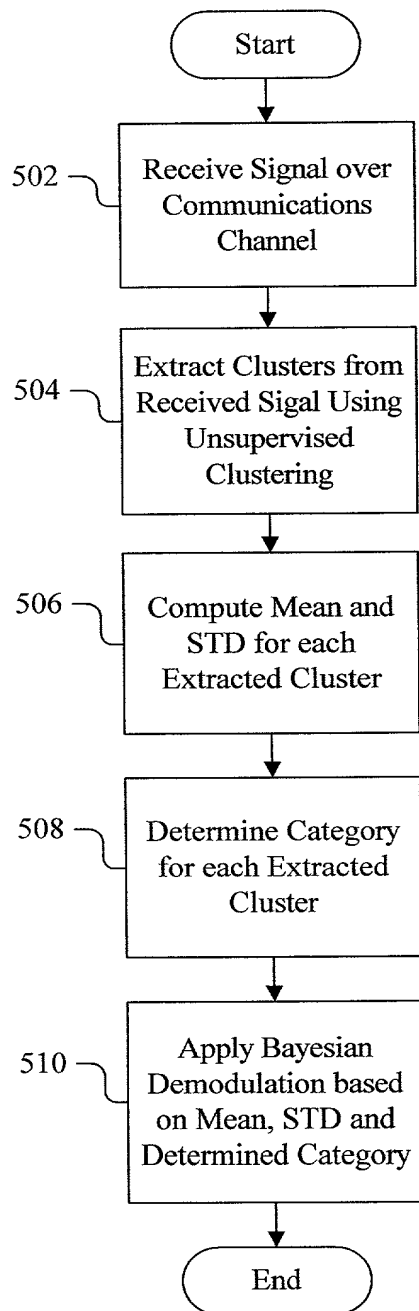 Start
502
Receive Signal over
Communications
Channel
504
Extract Clusters from
Received Sigal Using
Unsupervised
Clustering
506
Compute Mean and
STD for each
Extracted Cluster
508
Determine Category
for each Extracted
Cluster
510
Apply Bayesian
Demodulation based
on Mean, STD and
Determined Category
End